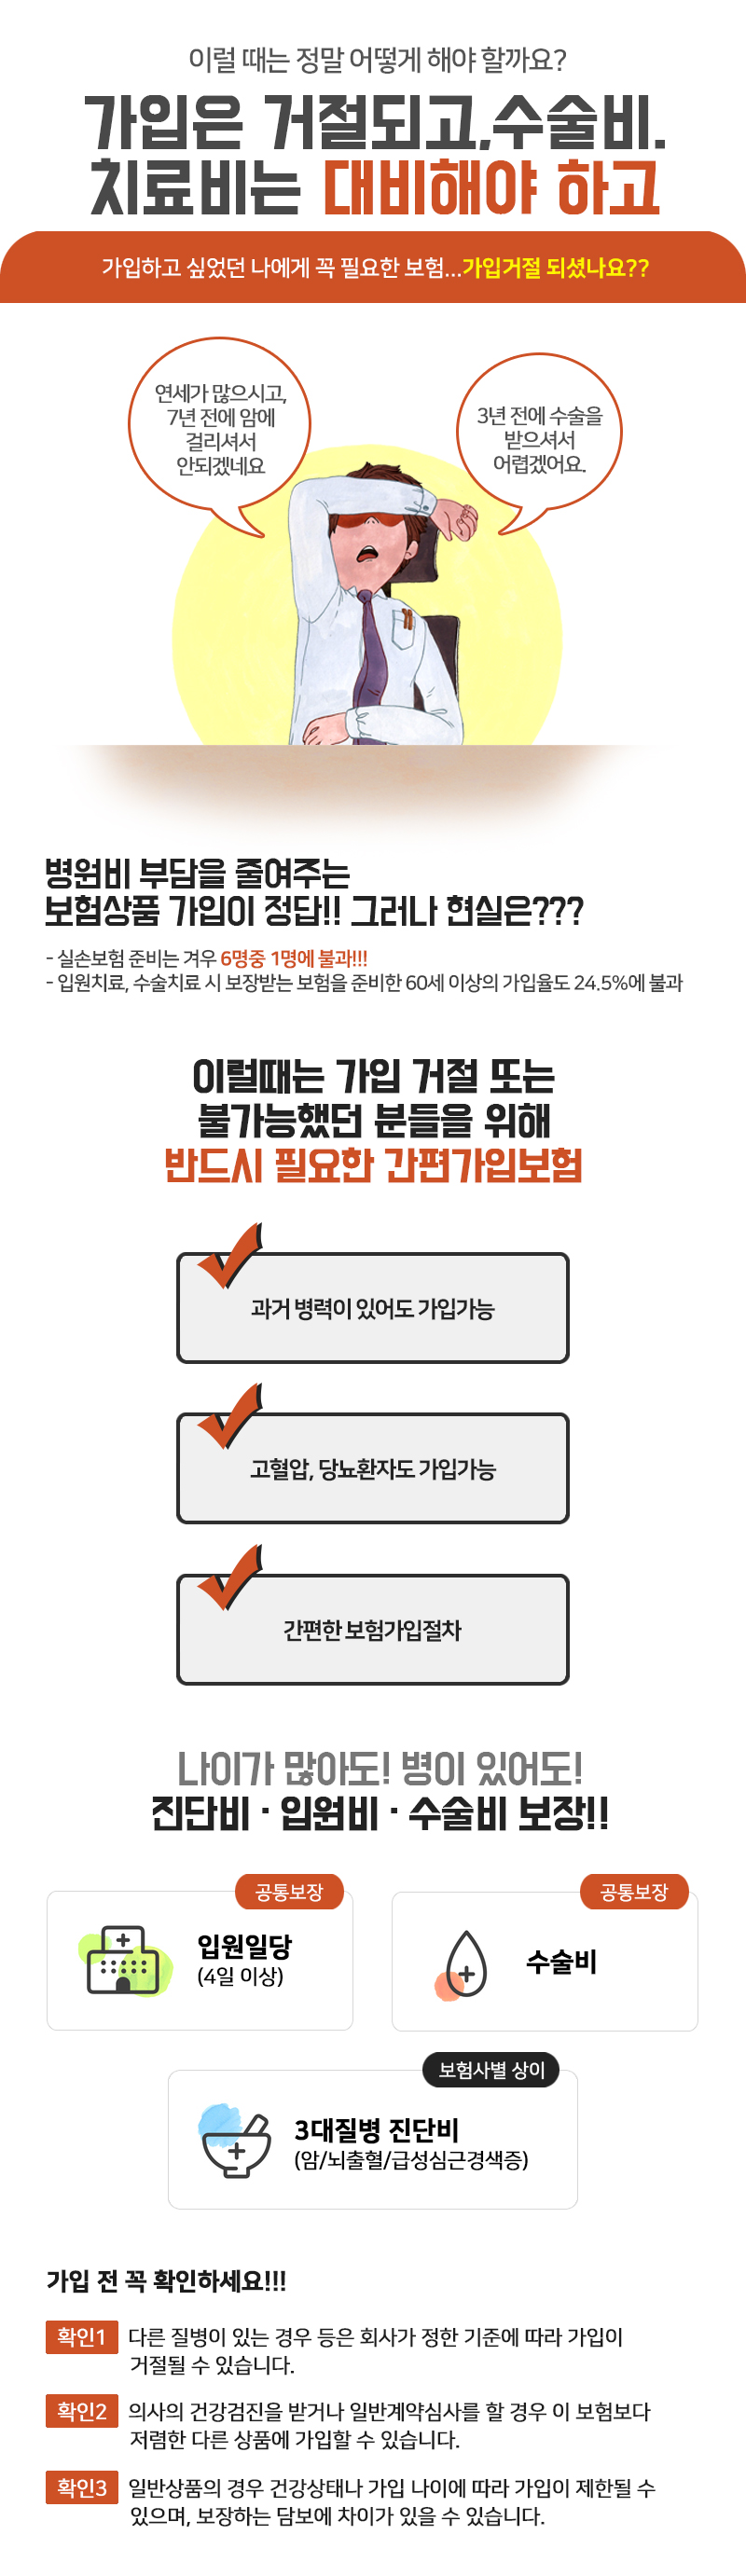 이럴 때는 정말 어떻게 해야 할까요?
가입은 거절되고,수술비.
치료비는 대비해야 하고
가입하고 싶었던 나에게 꼭 필요한 보험...가입거절 되셨나요??
연세가 많으시고,
7년 전에 암에
걸리셔서
안되겠네요
3년 전에 수술을
받으셔서
어렵겠어요.
병원비 부담을 줄여주는
보험상품 가입이 정답!! 그러나 현실은???
- 실손보험 준비는 겨우 6명중 1명에 불과!!!
- 입원치료, 수술치료 시 보장받는 보험을 준비한 60세 이상의 가입율도 24.5%에 불과
이럴때는 가입 거절 또는
불가능했던 분들을 위해
반드시 필요한 간편가입보험
과거 병력이 있어도 가입가능
고혈압, 당뇨환자도 가입가능
간편한 보험가입절차
나이가 많아도! 병이 있어도!
진단비 · 입원비 · 수술비 보장!!
공통보장
입원일당
(4일 이상)
공통보장
수술비
보험사별 상이
3대질병 진단비
(암/뇌출혈/급성심근경색증)
가입 전 꼭 확인하세요!!!
확인1 다른 질병이 있는 경우 등은 회사가 정한 기준에 따라 가입이
거절될 수 있습니다.
확인2 의사의 건강검진을 받거나 일반계약심사를 할 경우 이 보험보다
저렴한 다른 상품에 가입할 수 있습니다.
확인3 일반상품의 경우 건강상태나 가입 나이에 따라 가입이 제한될 수
있으며, 보장하는 담보에 차이가 있을 수 있습니다.